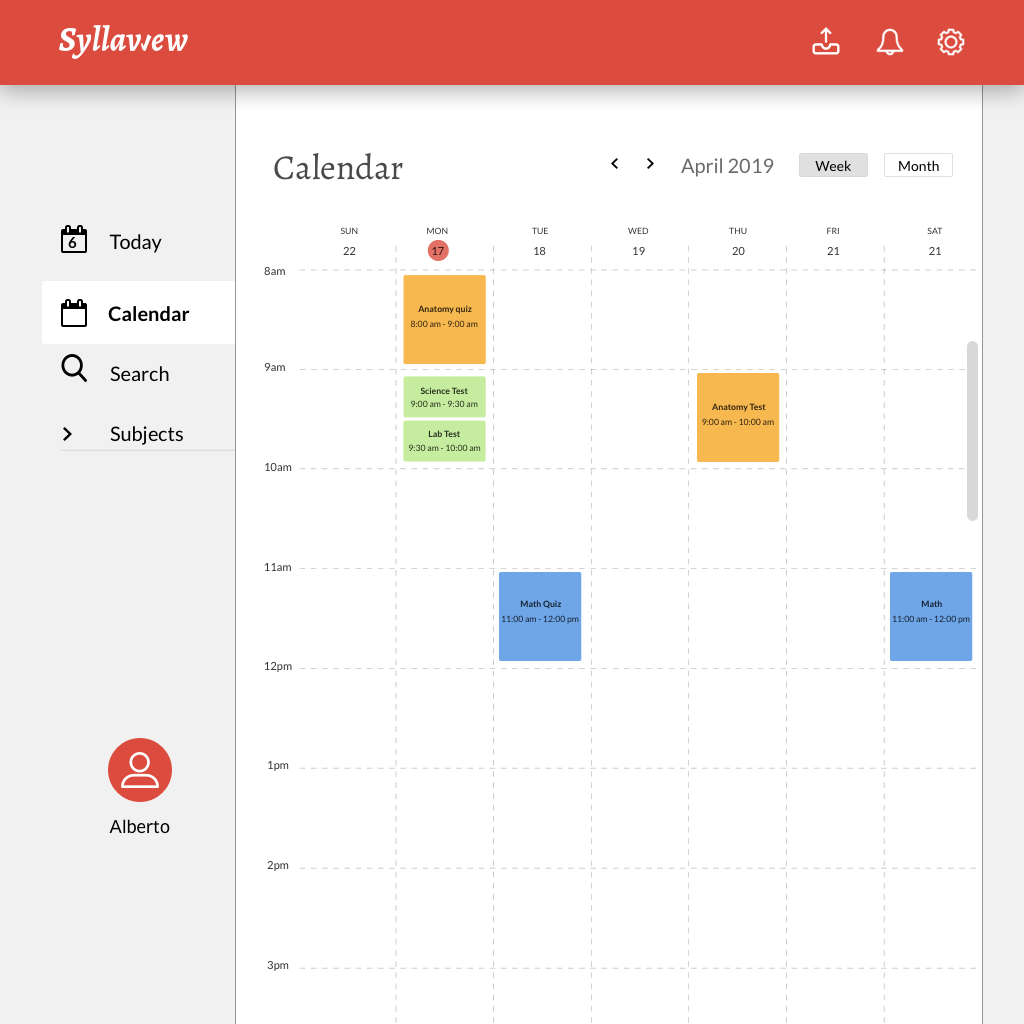 Syllavιew
Calendar
April 2019
Week
Month
SUN
MON
TUE
WED
THU
FRI
SAT
22
17
18
19
20
21
21
6
Today
Calendar
Search
Subjects
Alberto
8am
Anatomy quiz
8:00 am - 9:00 am
9am
Science Test
9:00 am - 9:30 am
Lab Test
9:30 am - 10:00 am
Anatomy Test
9:00 am - 10:00 am
10am
11am
Math Quiz
11:00 am - 12:00 pm
Math
11:00 am - 12:00 pm
12pm
1pm
2pm
3pm